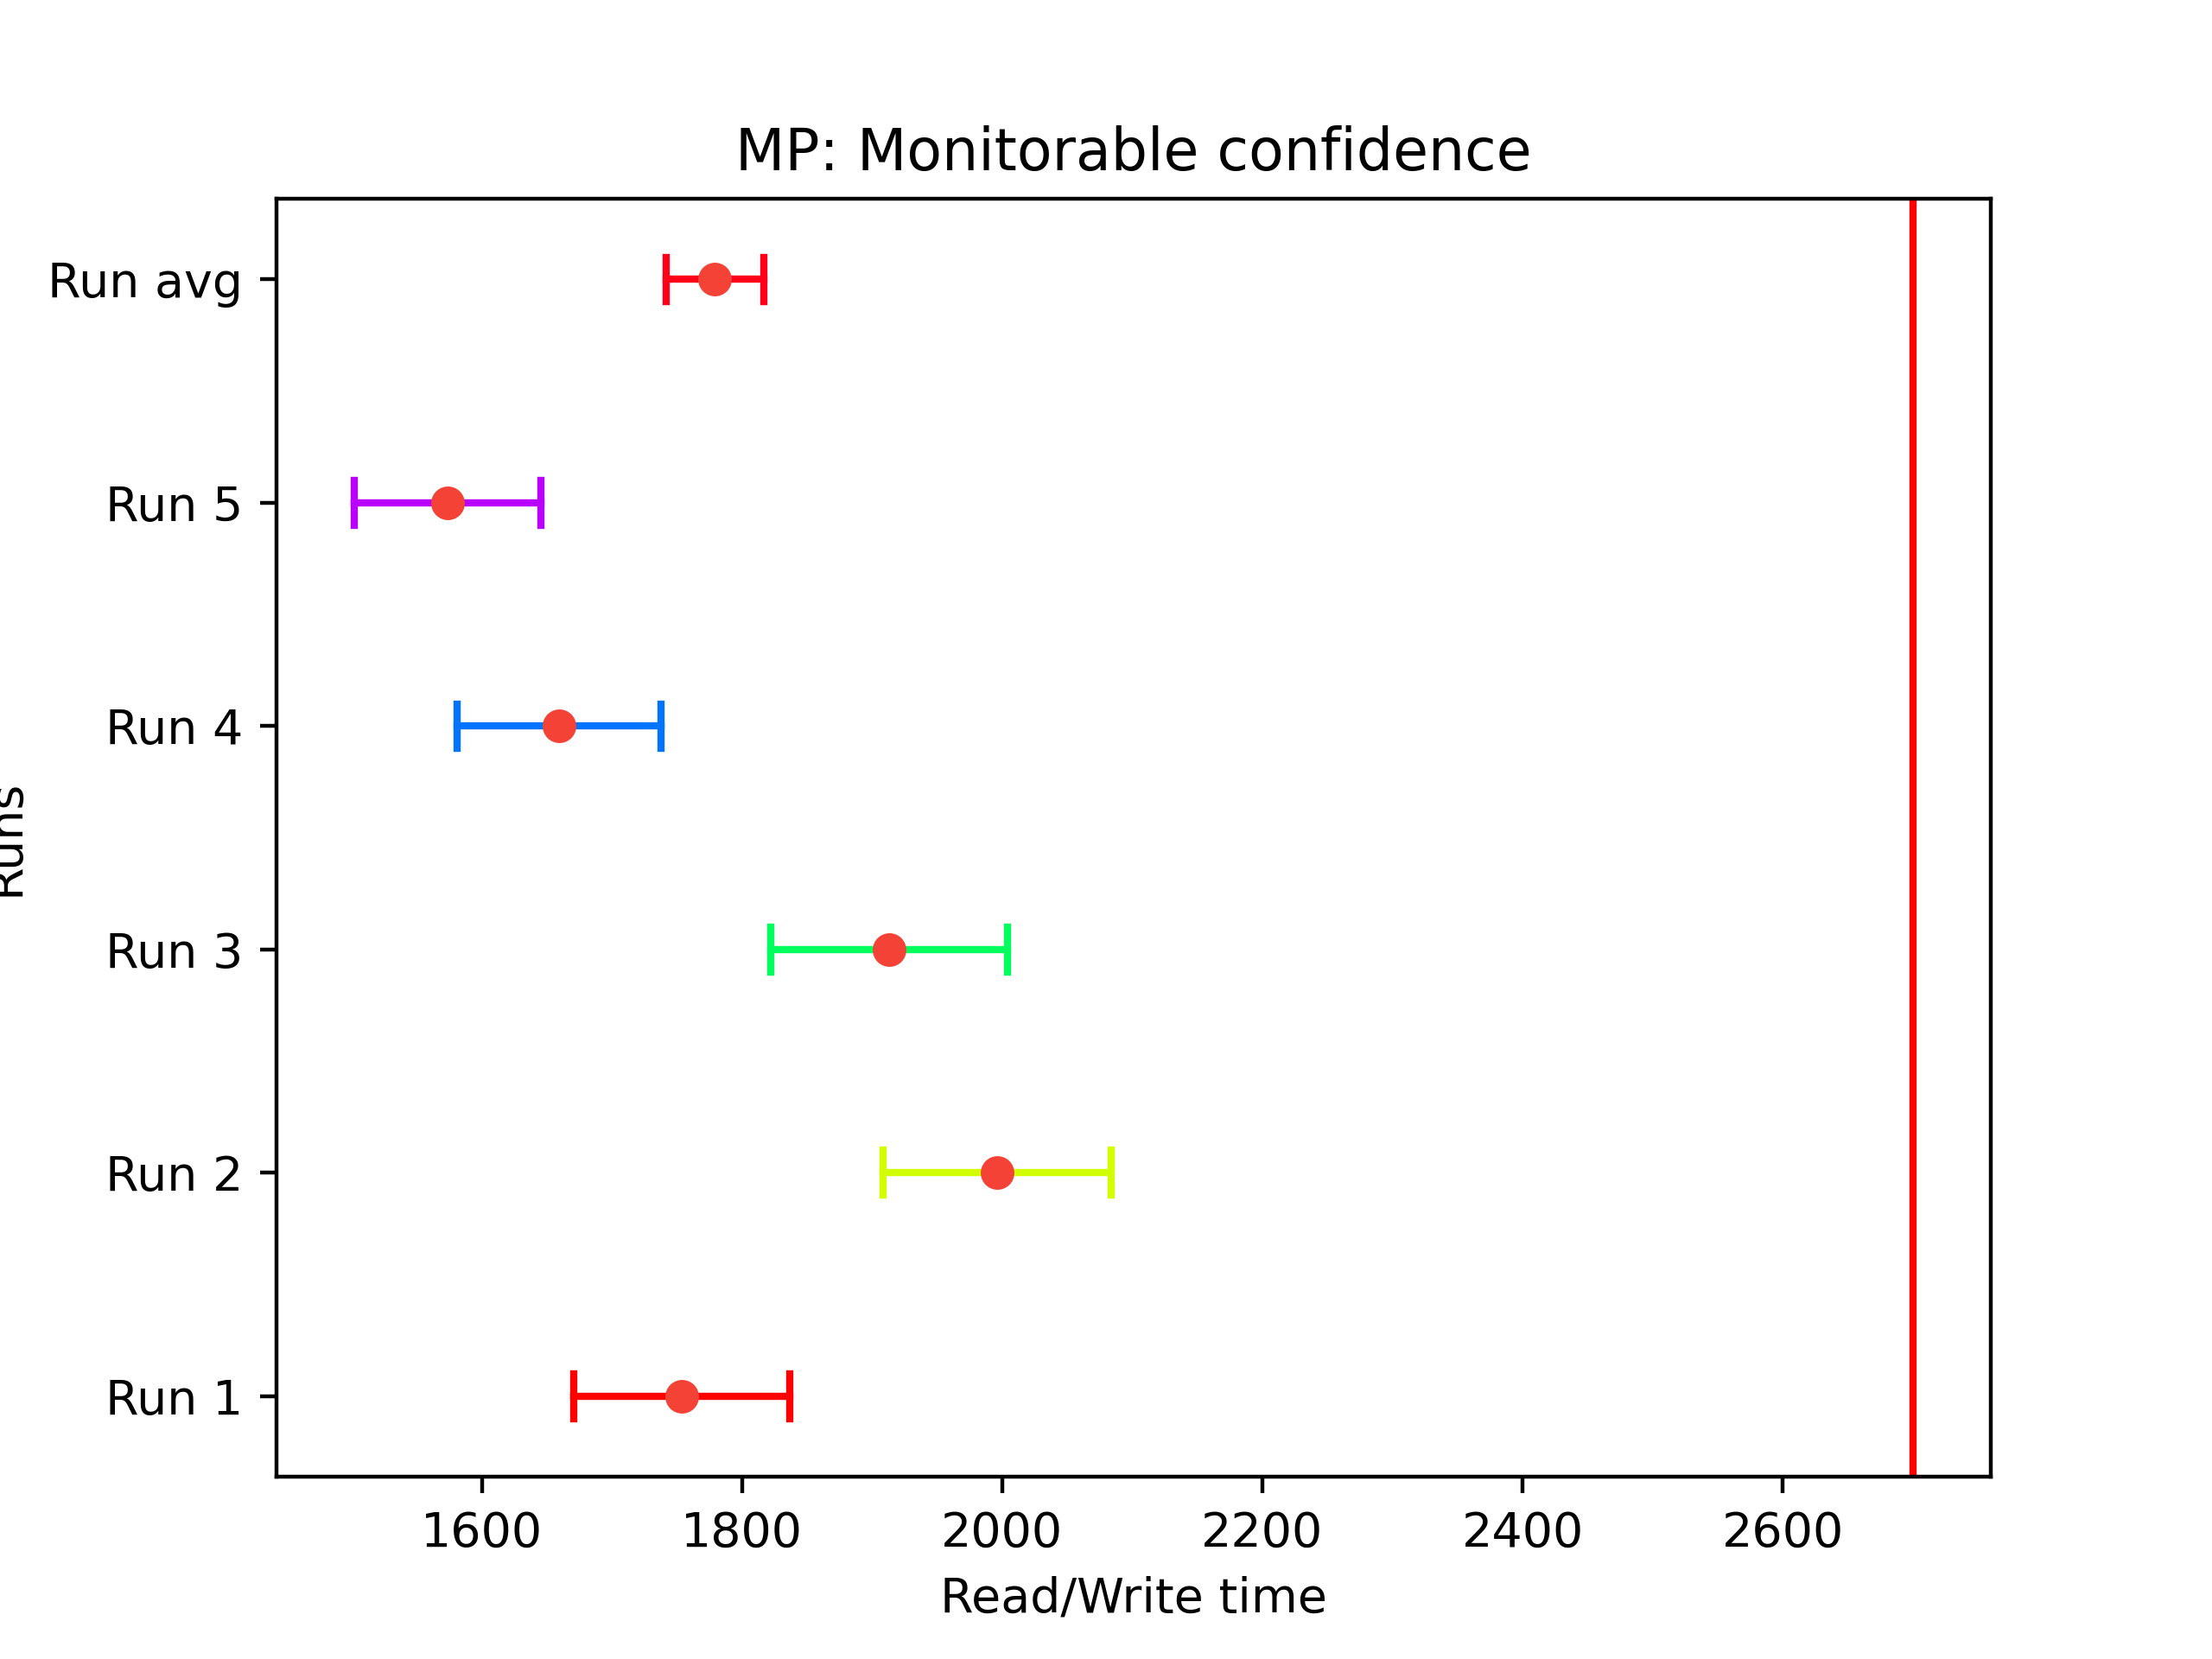 MP: Monitorable confidence
Run avg
Run 5
Run 4
Run 3
Run 2
Run 1
Runs
1600 1800 2000 2200 2400 2600
Read/Write time